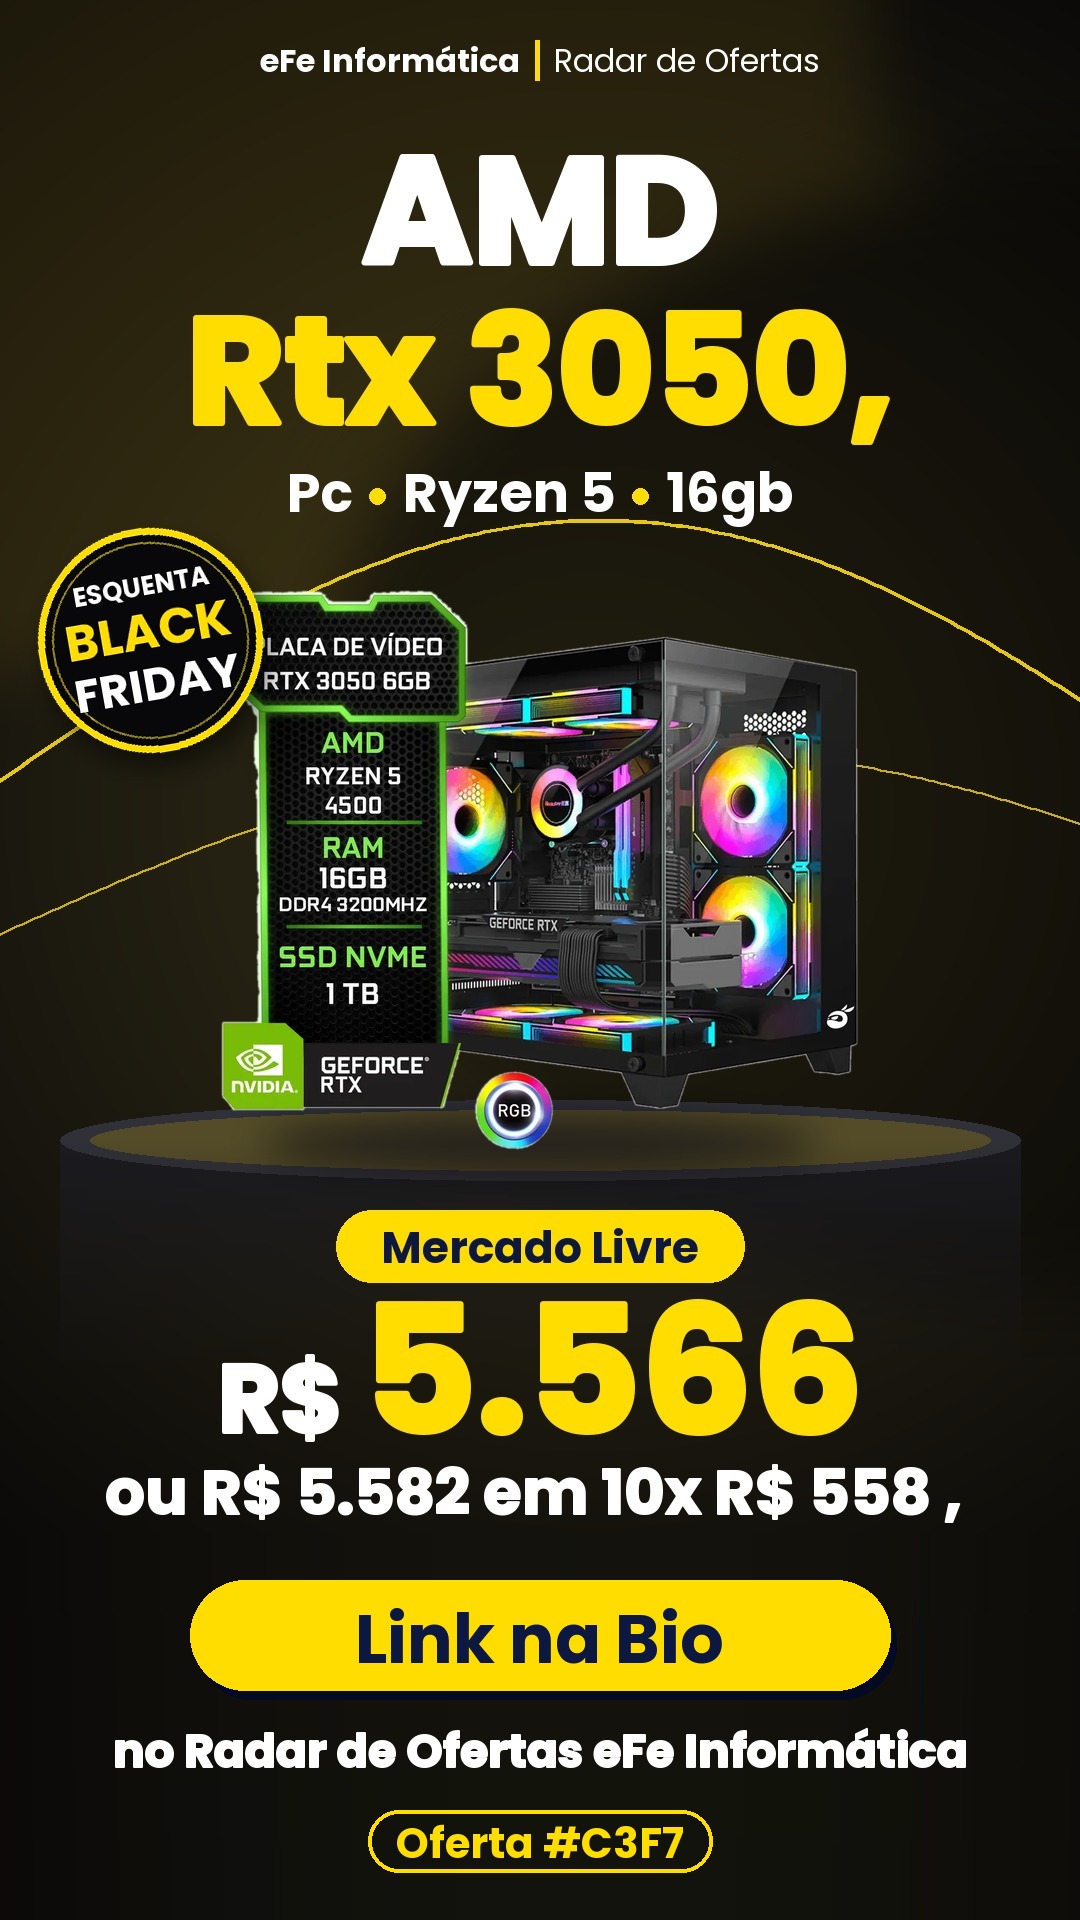 eFe Informática | Radar de Ofertas
AMD
Rtx 3050,
Pc • Ryzen 5 • 16gb
ESQUENTA
BLACK
FRIDAY
LACA DE VÍDEO
RTX 3050 6GB
AMD
RYZEN 5
4500
RAM
16GB
DDR4 3200MHZ
SSD NVME
1 TB
GEFORCE RTX
NVIDIA.
GEFORCE®
RTX
RGB
Mercado Livre
R$ 5.566
ou R$ 5.582 em 10x R$ 558 ,
Link na Bio
no Radar de Ofertas eFe Informática
Oferta #C3F7